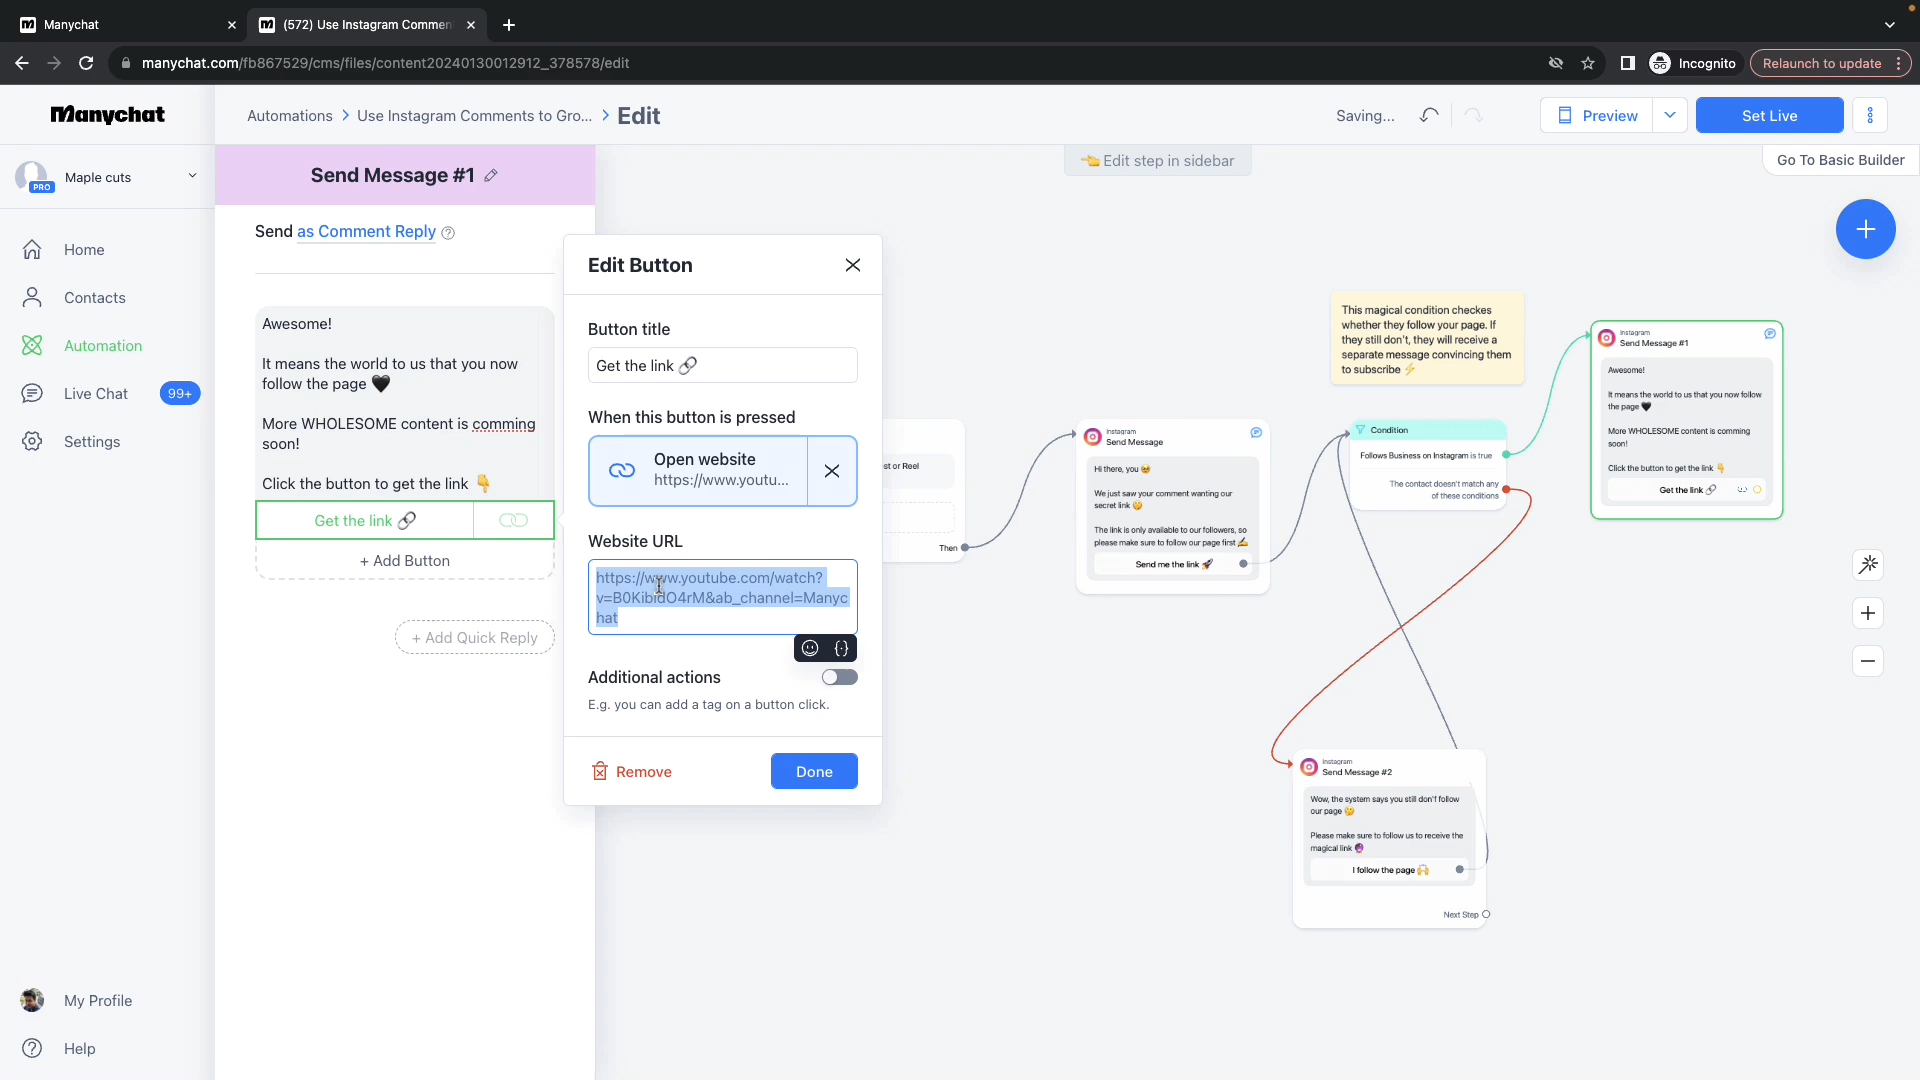 Manychat
(572) Use Instagram Commen
manychat.com/fb867529/cms/files/content20240130012912_378578/edit
Incognito
Relaunch to update
Manychat
Automations > Use Instagram Comments to Gro... > Edit
Saving...
Preview
Set Live
PRO
Maple cuts
Home
Contacts
Automation
Live Chat
99+
Settings
My Profile
Help
Send Message #1
Send as Comment Reply
Awesome!
It means the world to us that you now
follow the page 🖤
More WHOLESOME content is comming
soon!
Click the button to get the link 👇
Get the link 🔗
+ Add Button
+ Add Quick Reply
Edit Button
Button title
Get the link 🔗
When this button is pressed
Open website
https://www.youtu...
Website URL
https://www.youtube.com/watch?
v=B0KibidO4rM&ab_channel=Manyc
hat
Additional actions
E.g. you can add a tag on a button click.
Remove
Done
Edit step in sidebar
Go To Basic Builder
st or Reel
Then
Instagram
Send Message
Hi there, you
We just saw your comment wanting our
secret link
The link is only available to our followers, so
please make sure to follow our page first
Send me the link 🚀
This magical condition checkes
whether they follow your page. If
they still don't, they will receive a
separate message convincing them
to subscribe ⚡
Condition
Follows Business on Instagram is true
The contact doesn't match any
of these conditions
Instagram
Send Message #1
Awesome!
It means the world to us that you now follow
the page 🖤
More WHOLESOME content is comming
soon!
Click the button to get the link 👇
Get the link 🔗
Instagram
Send Message #2
Wow, the system says you still don't follow
our page
Please make sure to follow us to receive the
magical link 🔮
I follow the page 🙌
Next Step